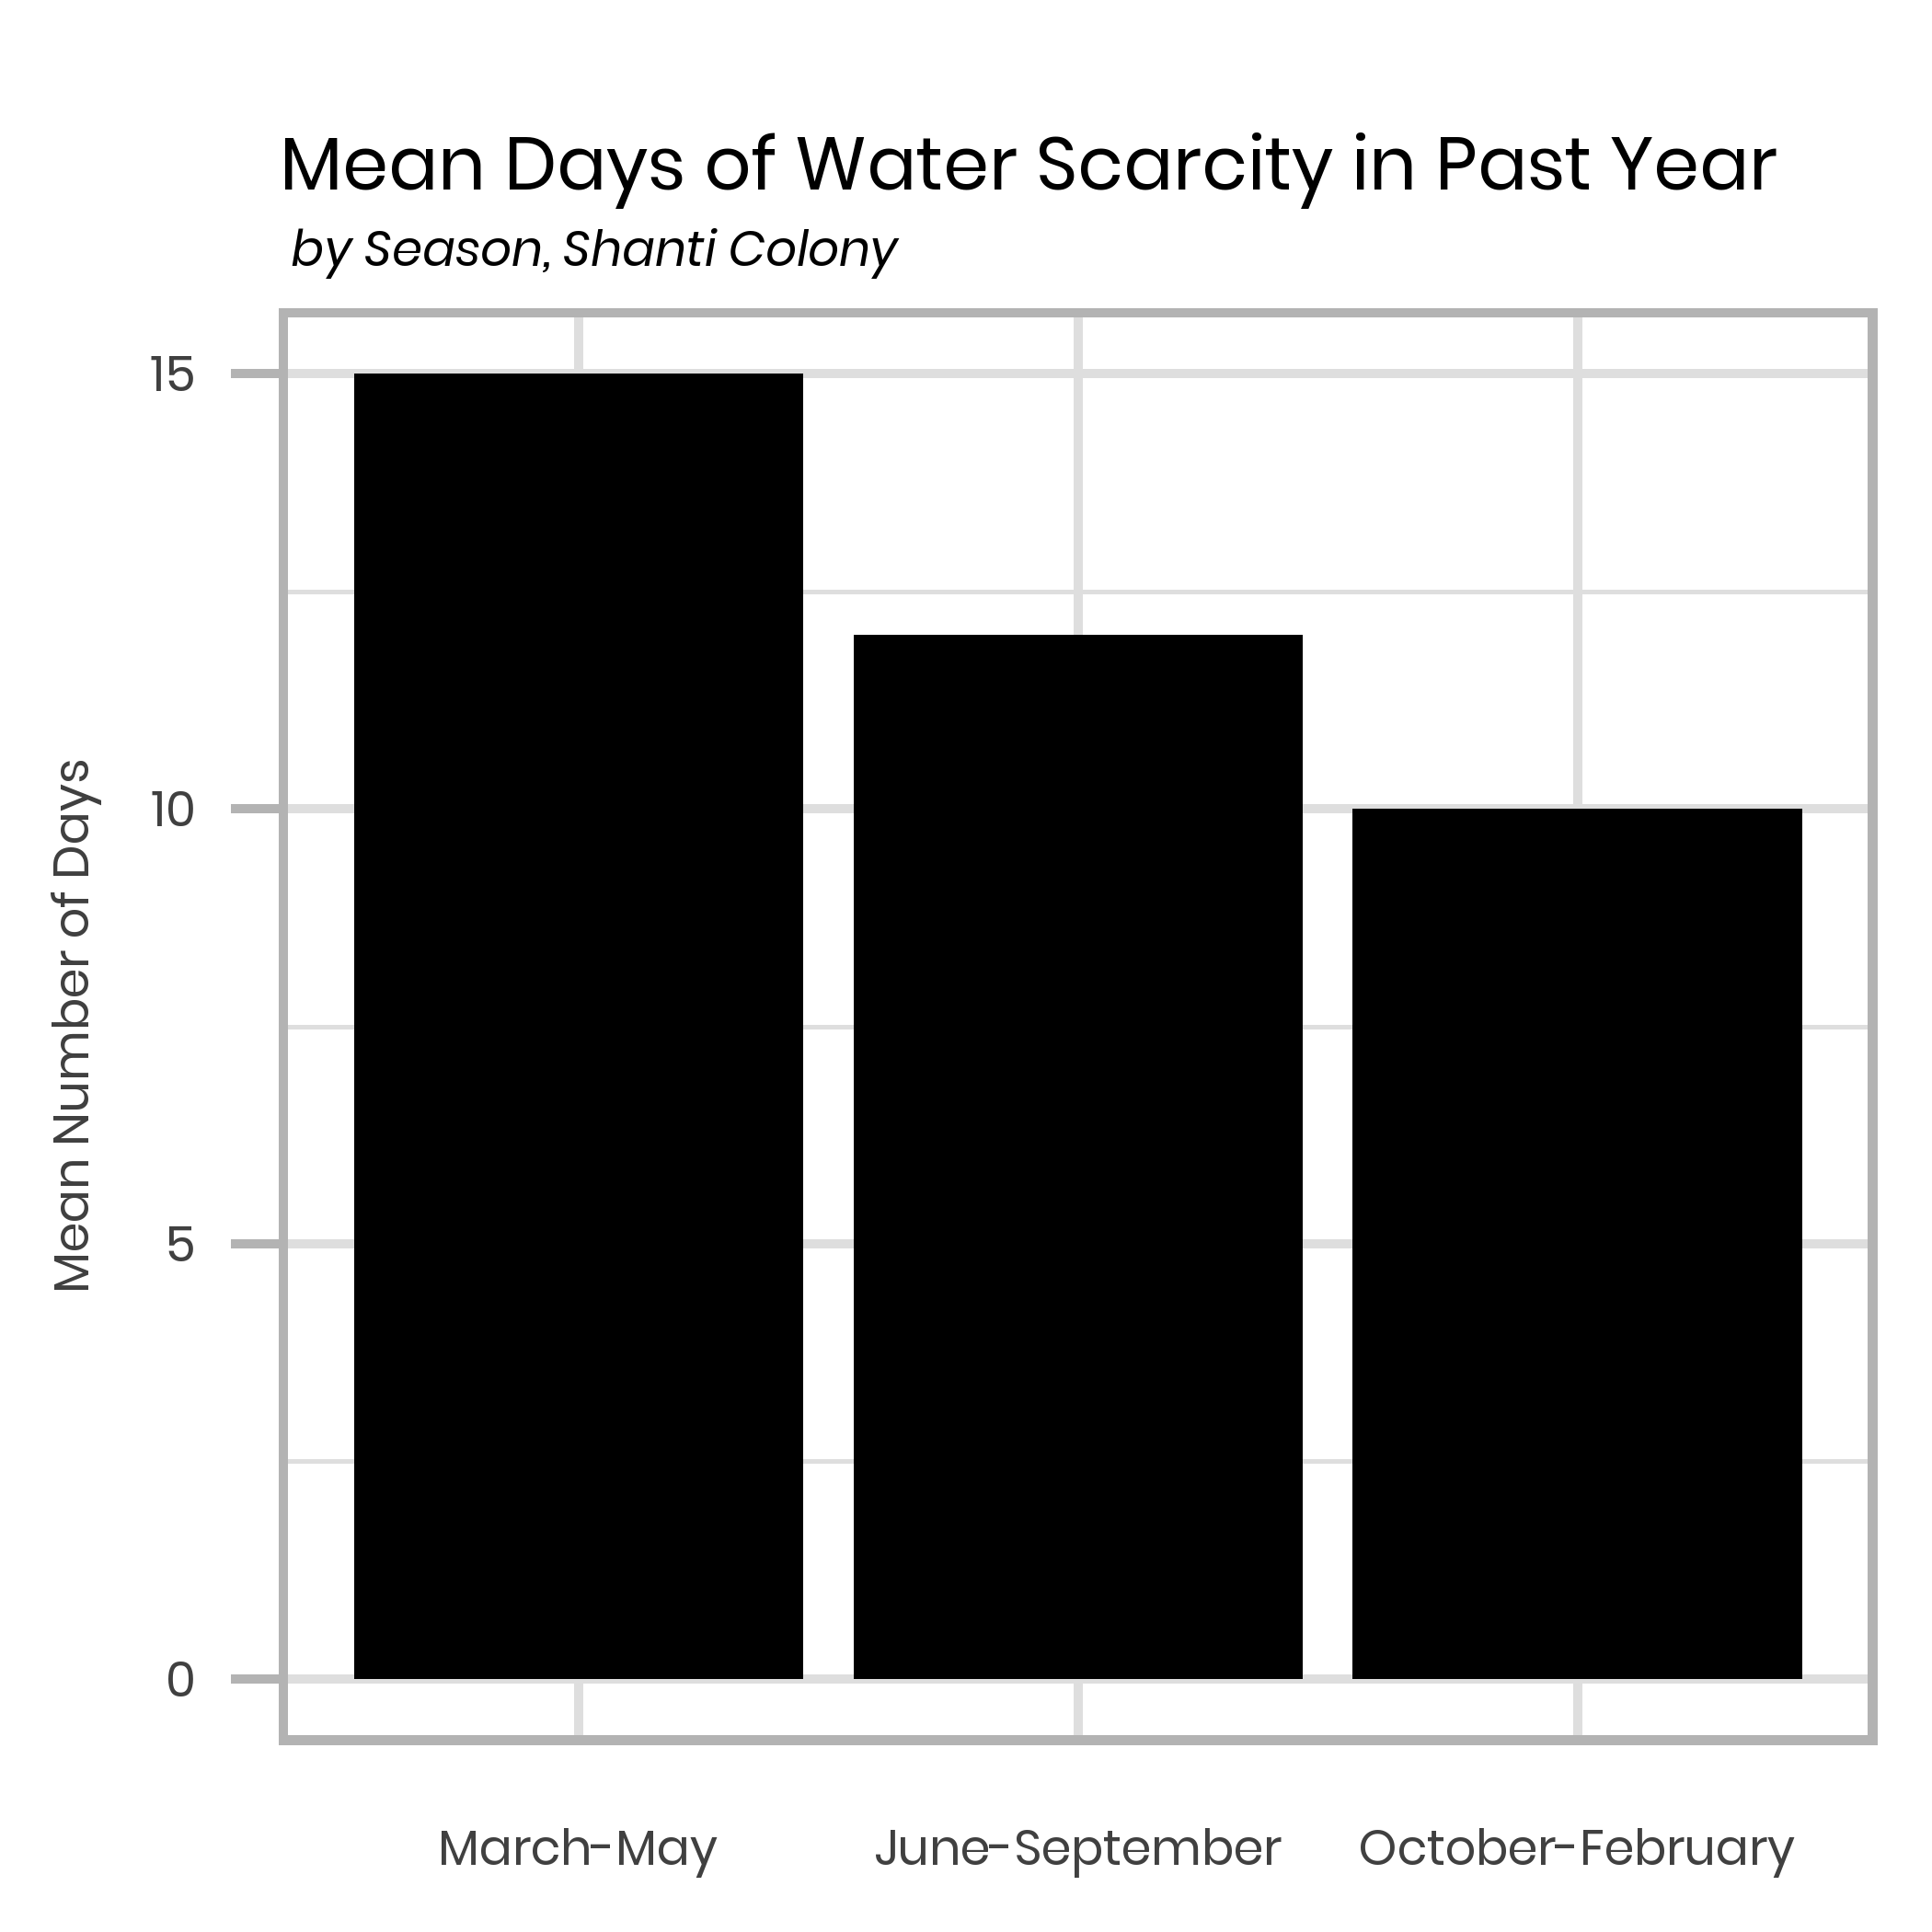 Mean Days of Water Scarcity in Past Year
by Season, Shanti Colony
Mean Number of Days
15
10
5
0
March-May
June-September
October-February